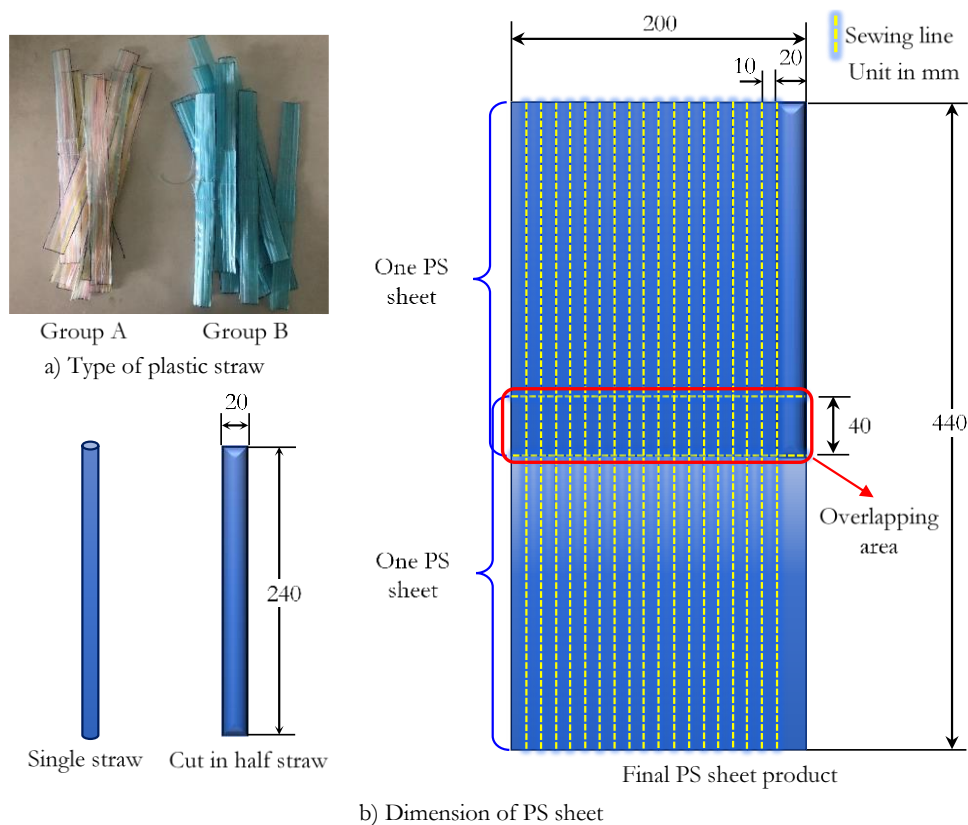 200
Sewing line
Unit in mm
10
20
One PS
sheet
Group A
Group B
a) Type of plastic straw
20
40
440
Overlapping
area
One PS
sheet
240
Single straw
Cut in half straw
Final PS sheet product
b) Dimension of PS sheet